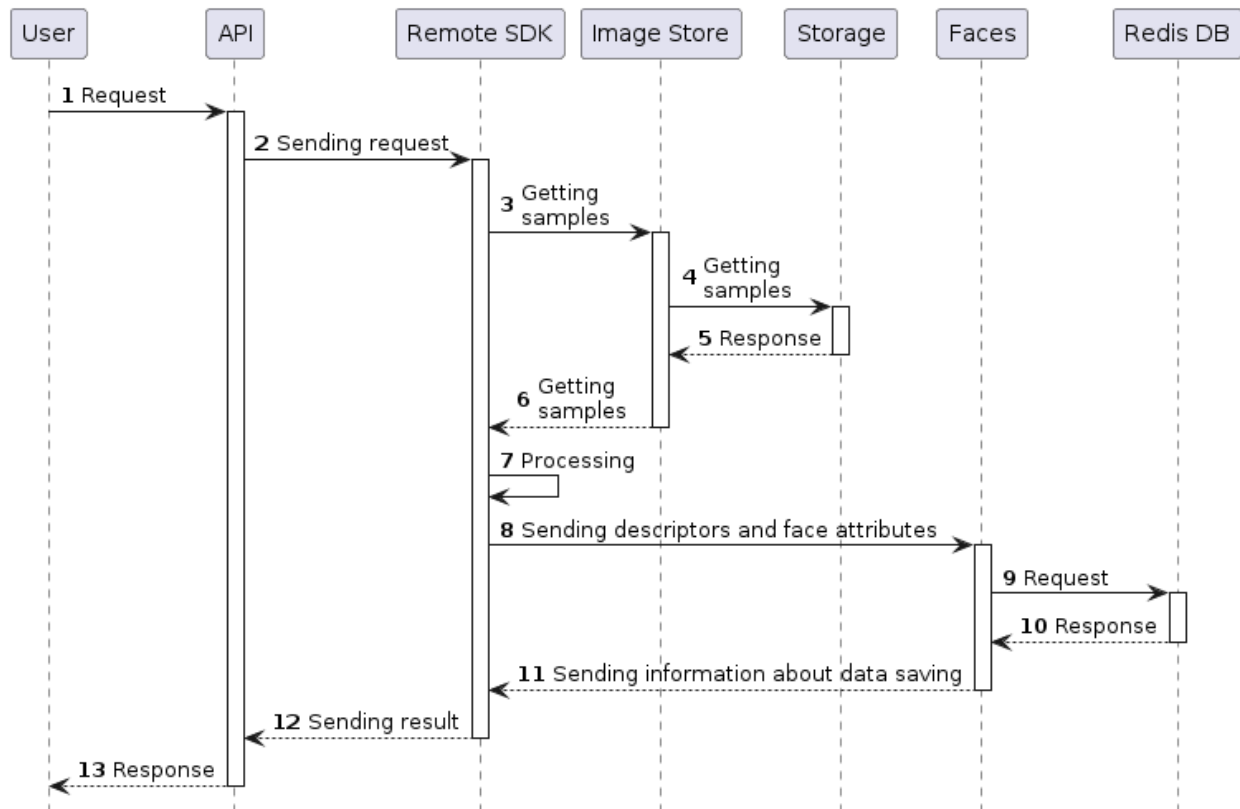 User API Remote SDK Image Store Storage Faces Redis DB
1 Request
2 Sending request
3 Getting
samples
4 Getting
samples
5 Response
6 Getting
samples
7 Processing
8 Sending descriptors and face attributes
9 Request
10 Response
11 Sending information about data saving
12 Sending result
13 Response